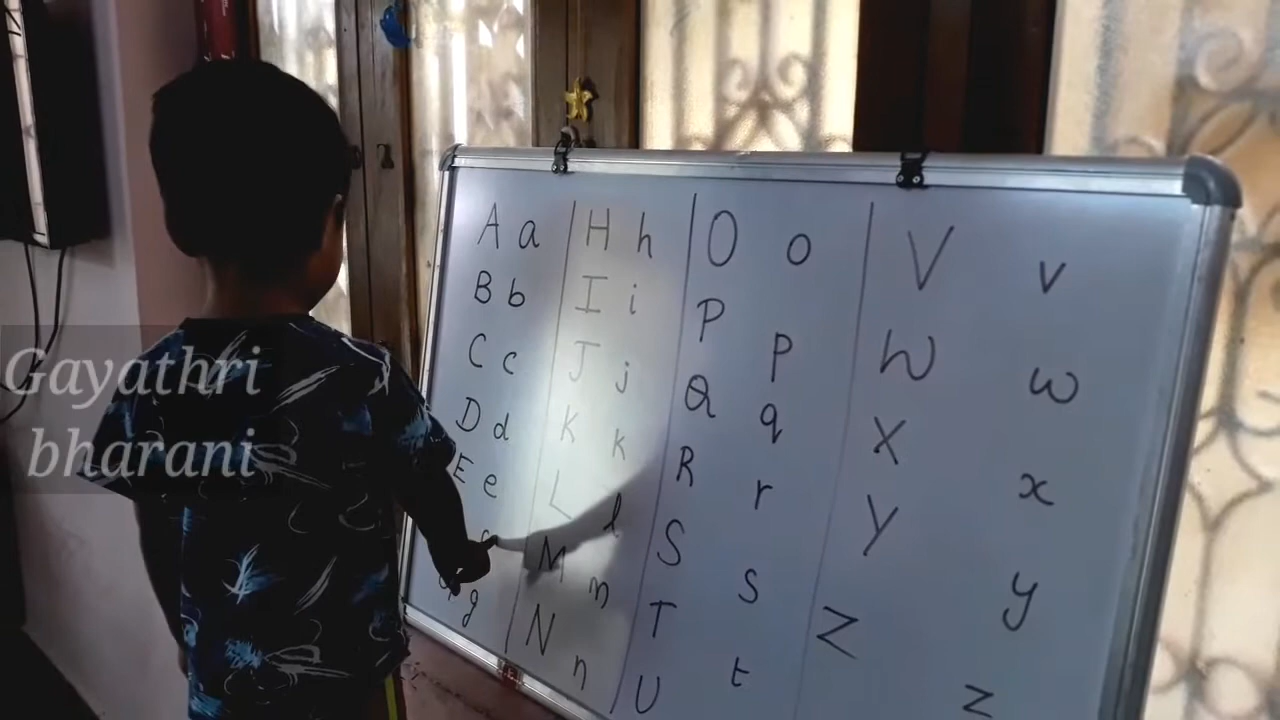 Gayathri
bharani
A a
B b
C c
D d
E e
g
H h
I i
J j
K k
L l
M m
N n
O o
P p
Q q
R r
S s
T t
U
V v
W w
X x
Y y
Z z